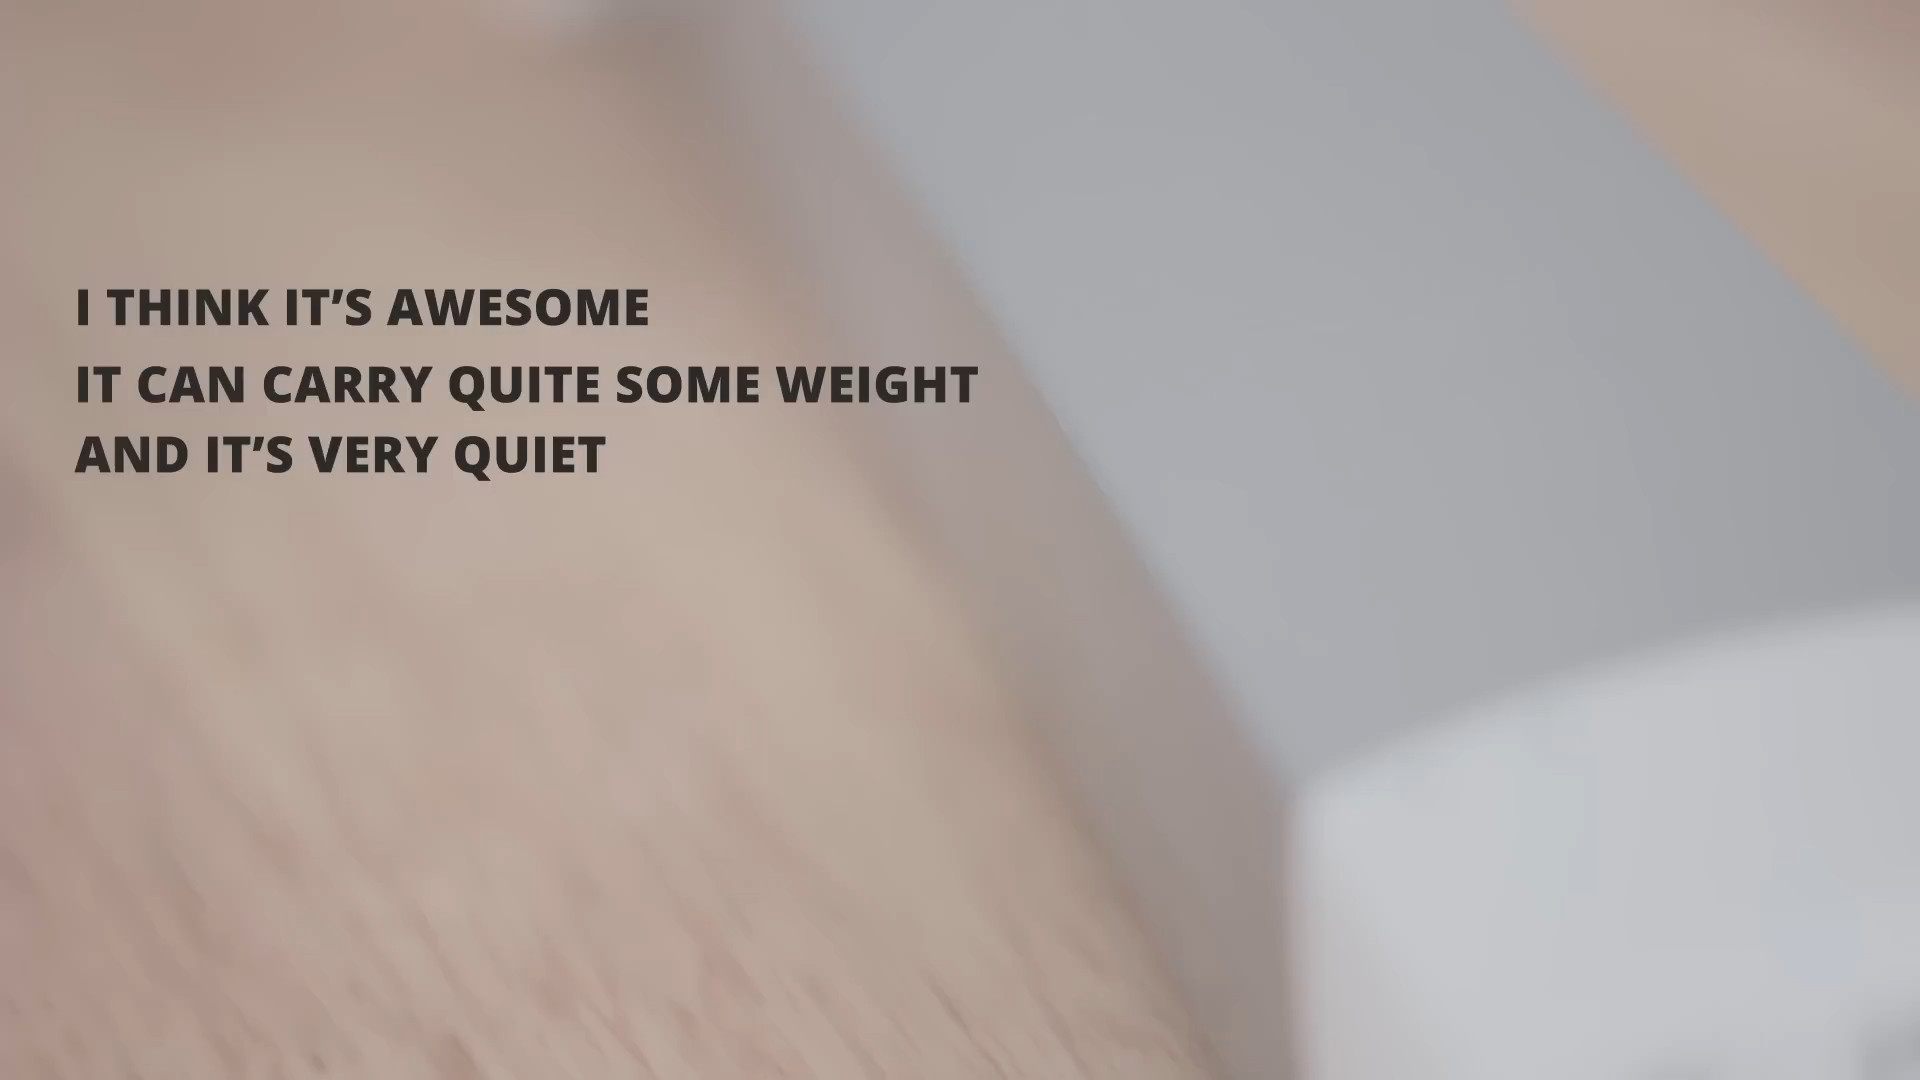 I THINK IT’S AWESOME
IT CAN CARRY QUITE SOME WEIGHT
AND IT’S VERY QUIET